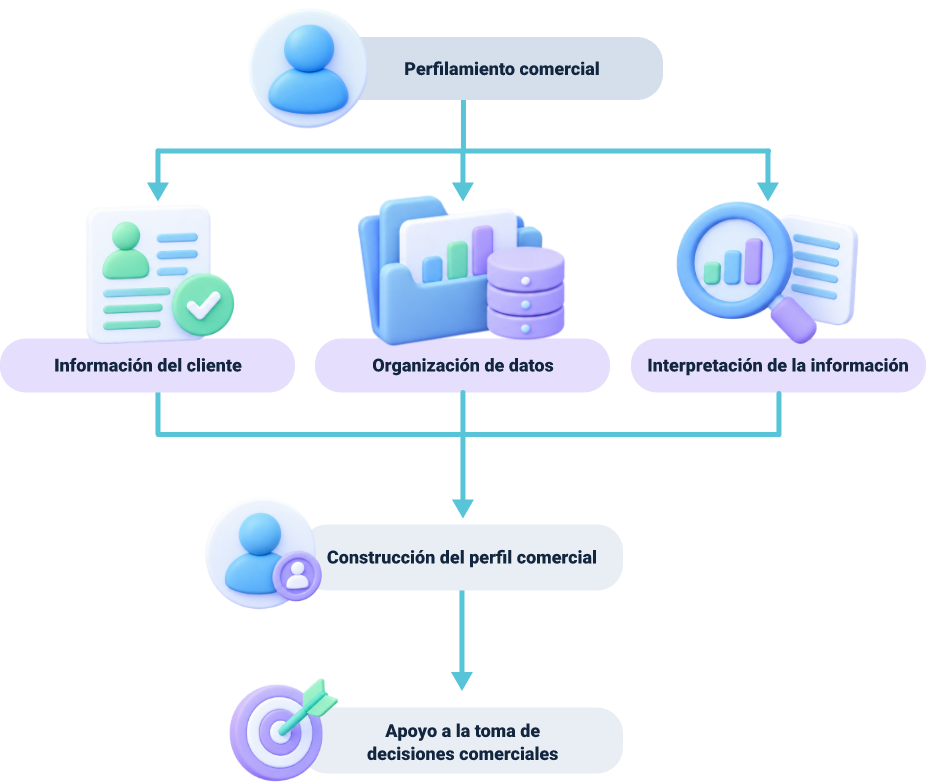 Perfilamiento comercial
Información del cliente
Organización de datos
Interpretación de la información
Construcción del perfil comercial
Apoyo a la toma de
decisiones comerciales